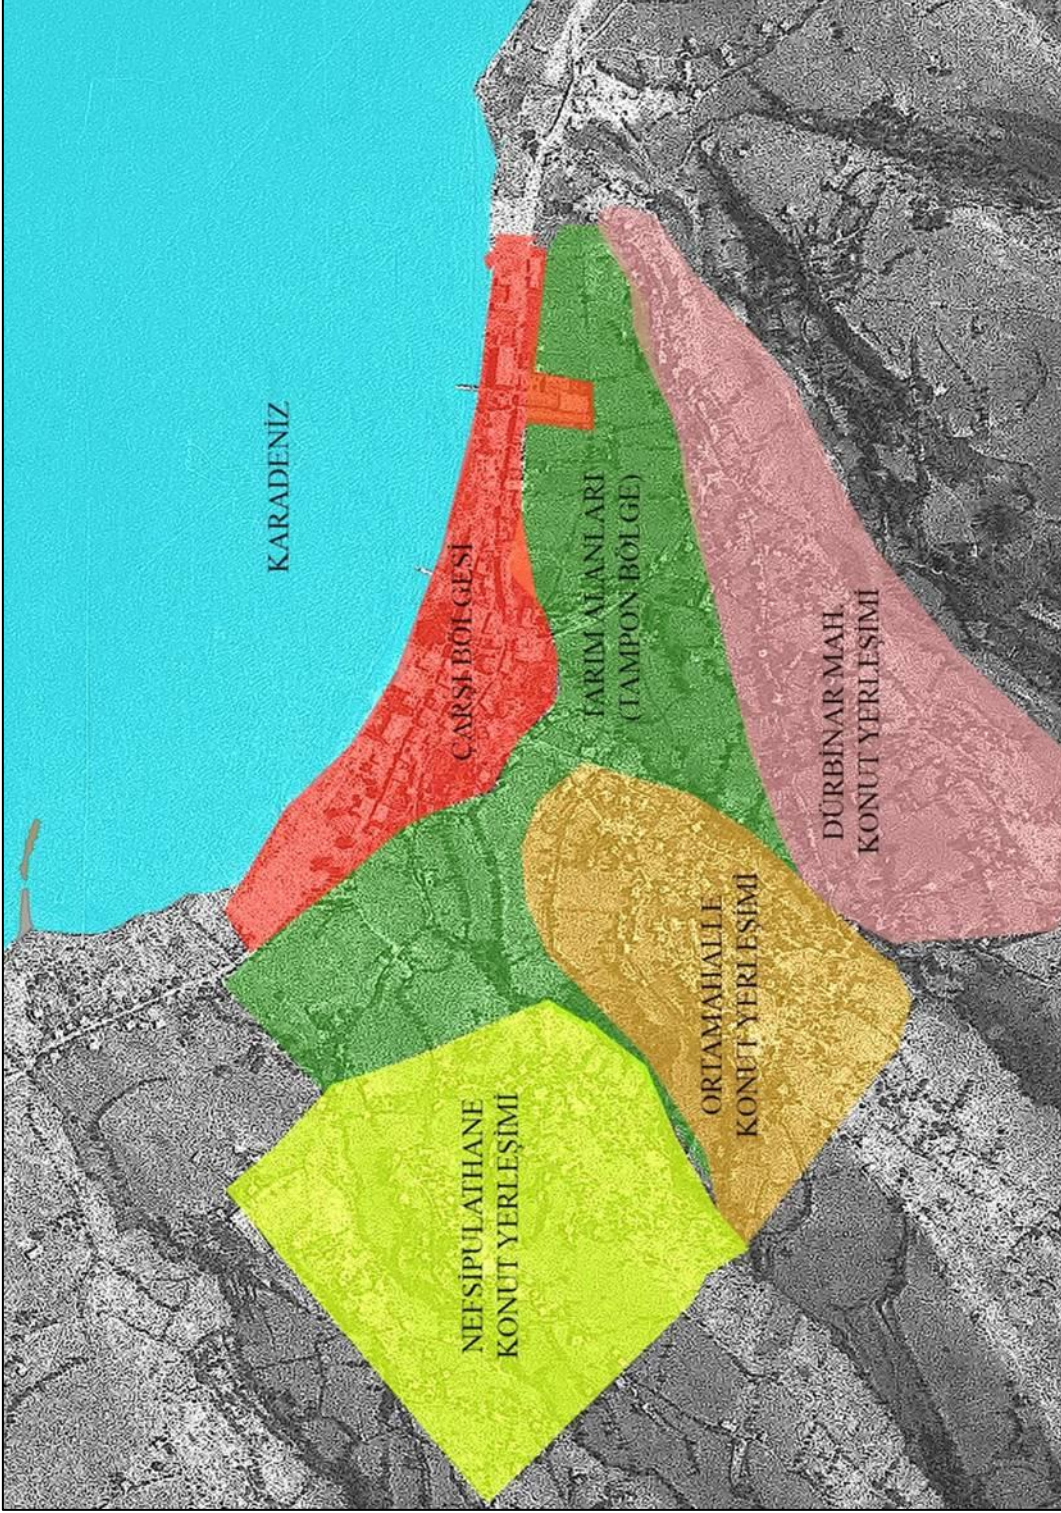 KARADENİZ
ÇARŞI BÖLGESİ
TARIM ALANLARI
(TAMPON BÖLGE)
DÜRBİNAR MAH.
KONUT YERLEŞİMİ
ORTAMAHALLE
KONUT YERLEŞİMİ
NEFSİPULATHANE
KONUT YERLEŞİMİ